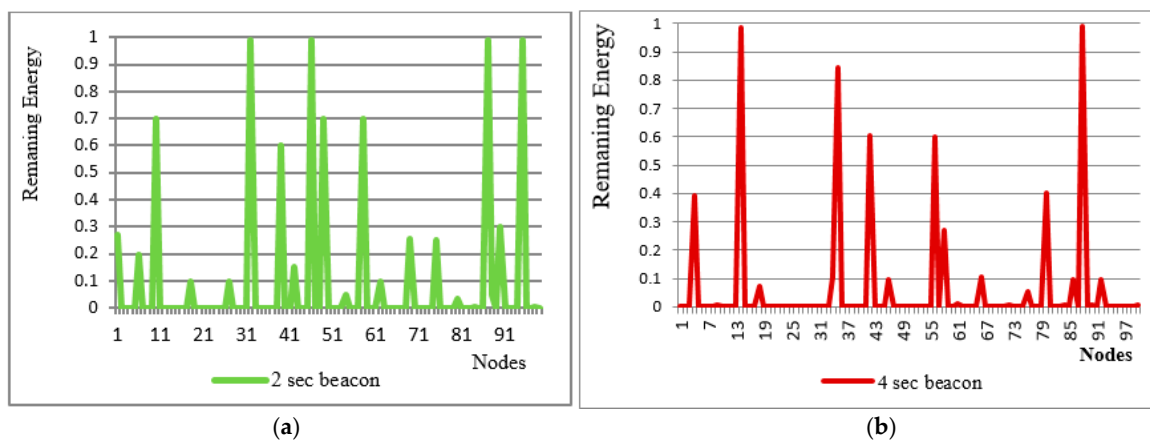 Remaning Energy
1
0.9
0.8
0.7
0.6
0.5
0.4
0.3
0.2
0.1
0
1 11 21 31 41 51 61 71 81 91
Nodes
2 sec beacon
(a)
Remaning Energy
1
0.9
0.8
0.7
0.6
0.5
0.4
0.3
0.2
0.1
0
1 7 13 19 25 31 37 43 49 55 61 67 73 79 85 91 97
Nodes
4 sec beacon
(b)